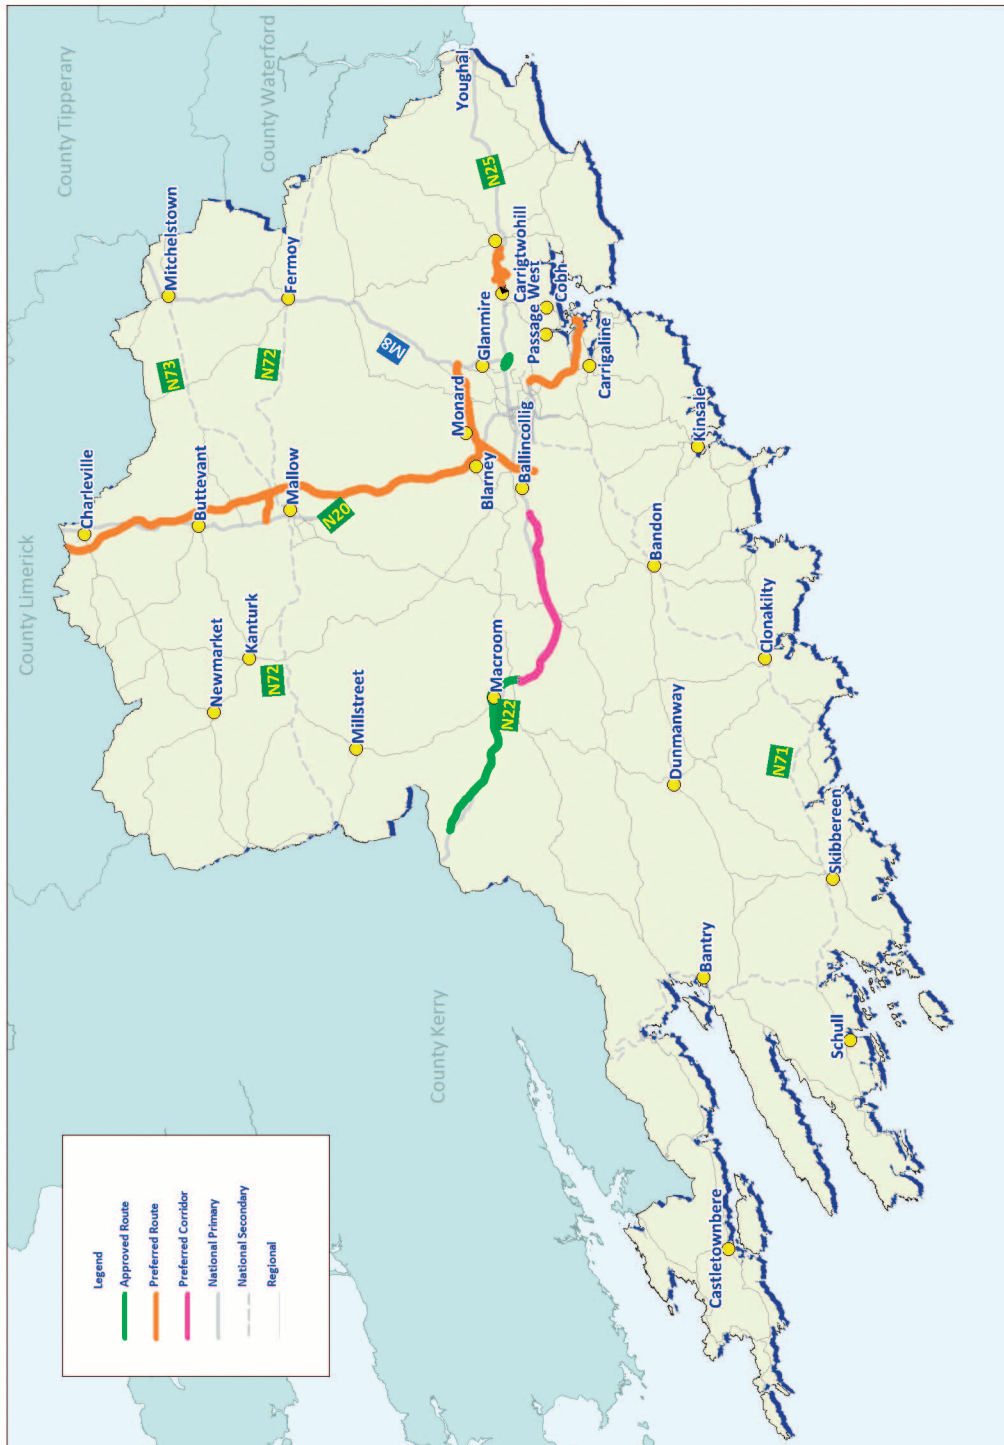 County Limerick
County Tipperary
County Waterford
County Kerry
Charleville
Mitchelstown
N73
Buttevant
Newmarket
Kanturk
N72
Mallow
N72
Fermoy
N20
M8
Millstreet
Monard
Glanmire
Blarney
Ballincollig
Macroom
N22
Carrigtwohill
N25
Youghal
Passage West
Cobh
Carrigaline
Kinsale
Bandon
Dunmanway
Clonakilty
N71
Skibbereen
Bantry
Schull
Castletownbere
Legend
Approved Route
Preferred Route
Preferred Corridor
National Primary
National Secondary
Regional